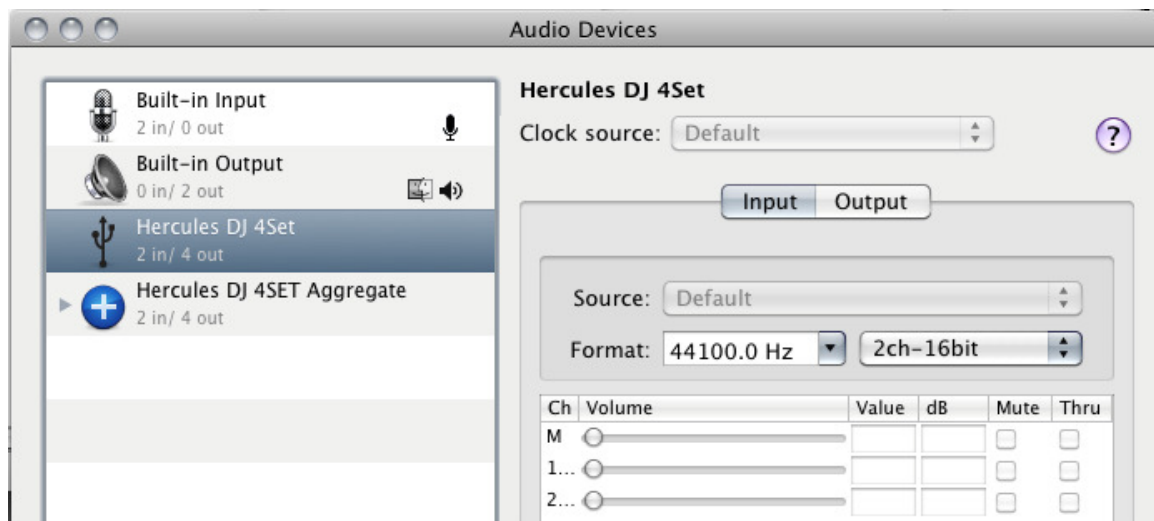 Audio Devices
Built-in Input
2 in/ 0 out
Built-in Output
0 in/ 2 out
Hercules DJ 4Set
2 in/ 4 out
Hercules DJ 4SET Aggregate
2 in/ 4 out
Hercules DJ 4Set
Clock source: Default
?
Input Output
Source: Default
Format: 44100.0 Hz 2ch-16bit
Ch Volume Value dB Mute Thru
M
1...
2...